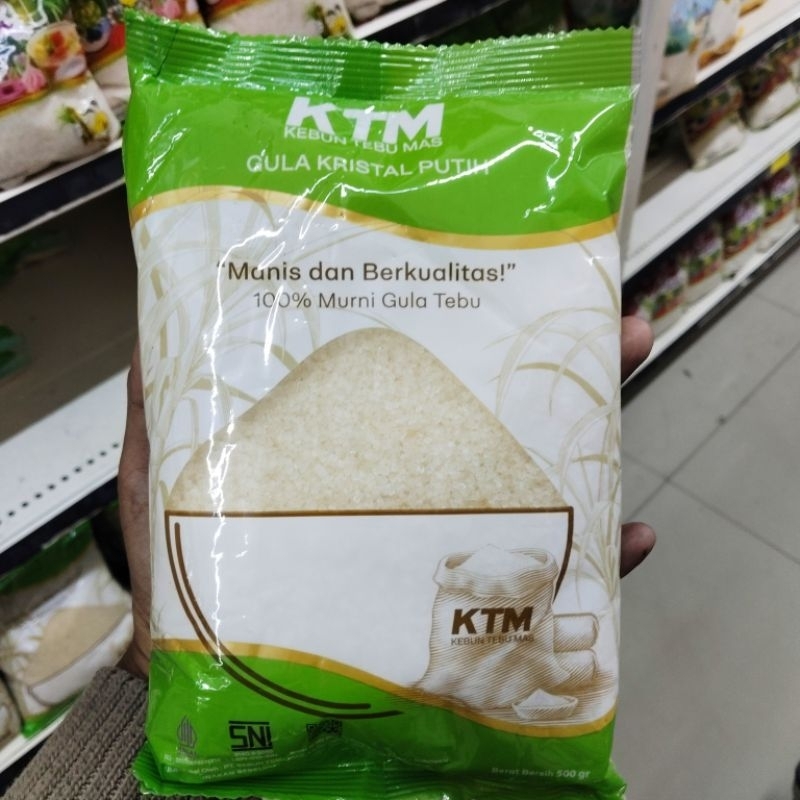 KTM
KEBUN TEBU MAS
GULA KRISTAL PUTIH
"Manis dan Berkualitas!"
100% Murni Gula Tebu
KTM
KEBUN TEBU MAS
SNI
Berat Bersih 500 gr